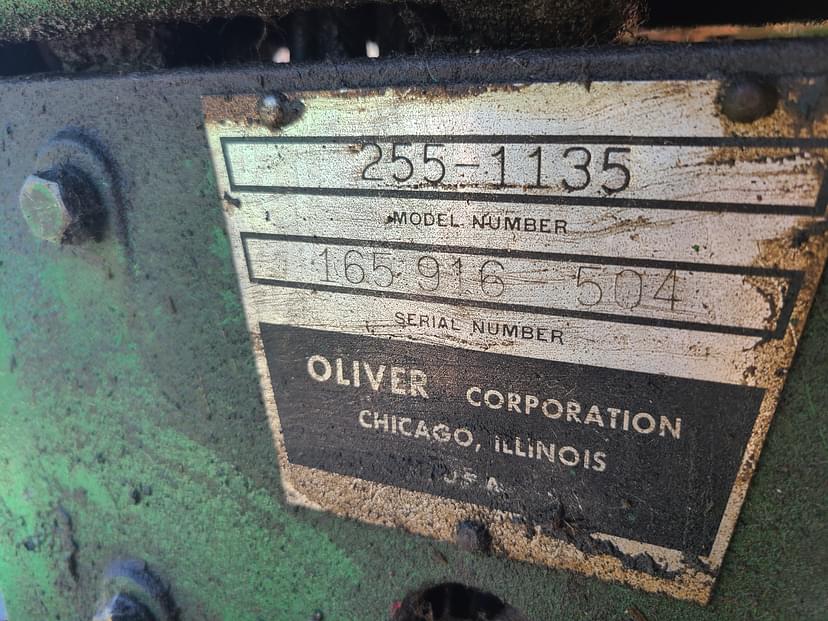 255-1135
MODEL NUMBER
165 916 504
SERIAL NUMBER
OLIVER CORPORATION
CHICAGO, ILLINOIS